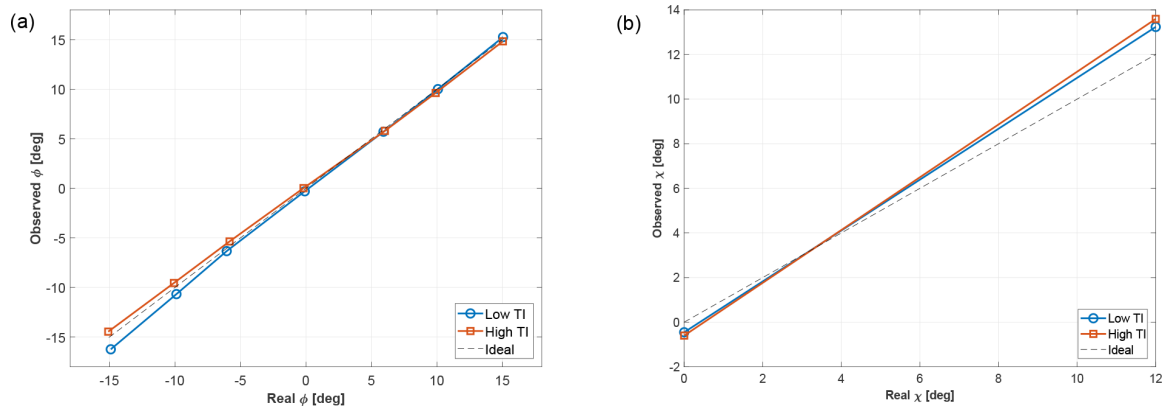 (a)
15
10
5
0
-5
-10
-15
Observed ϕ [deg]
-15 -10 -5 0 5 10 15
Real ϕ [deg]
Low TI
High TI
Ideal
(b)
14
12
10
8
6
4
2
0
-2
Observed χ [deg]
0 2 4 6 8 10 12
Real χ [deg]
Low TI
High TI
Ideal